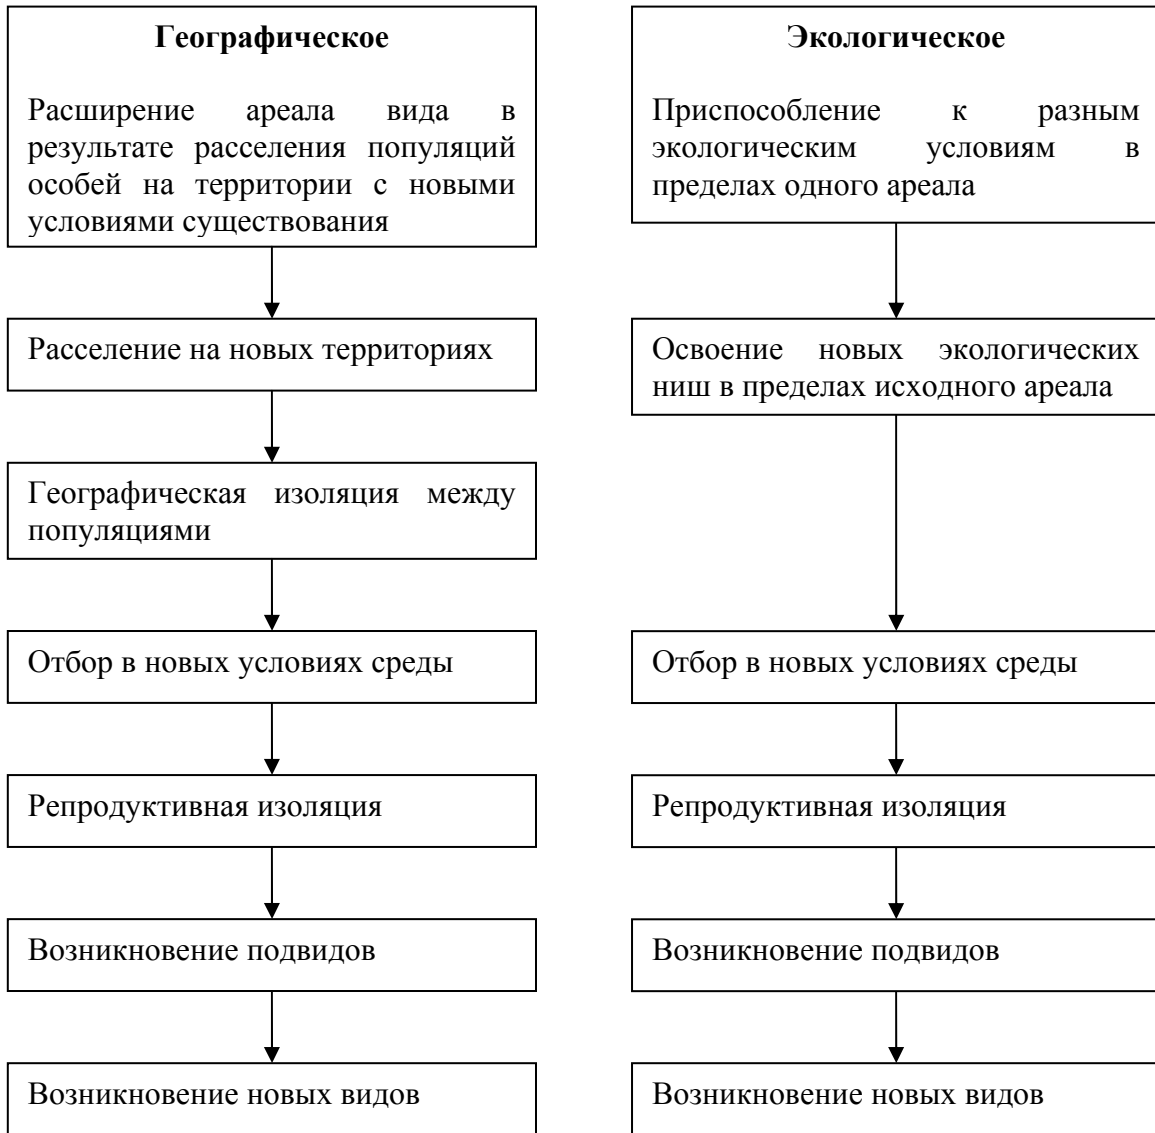 Географическое
Расширение ареала вида в
результате расселения популяций
особей на территории с новыми
условиями существования
Расселение на новых территориях
Географическая изоляция между
популяциями
Отбор в новых условиях среды
Репродуктивная изоляция
Возникновение подвидов
Возникновение новых видов
Экологическое
Приспособление к разным
экологическим условиям в
пределах одного ареала
Освоение новых экологических
ниш в пределах исходного ареала
Отбор в новых условиях среды
Репродуктивная изоляция
Возникновение подвидов
Возникновение новых видов